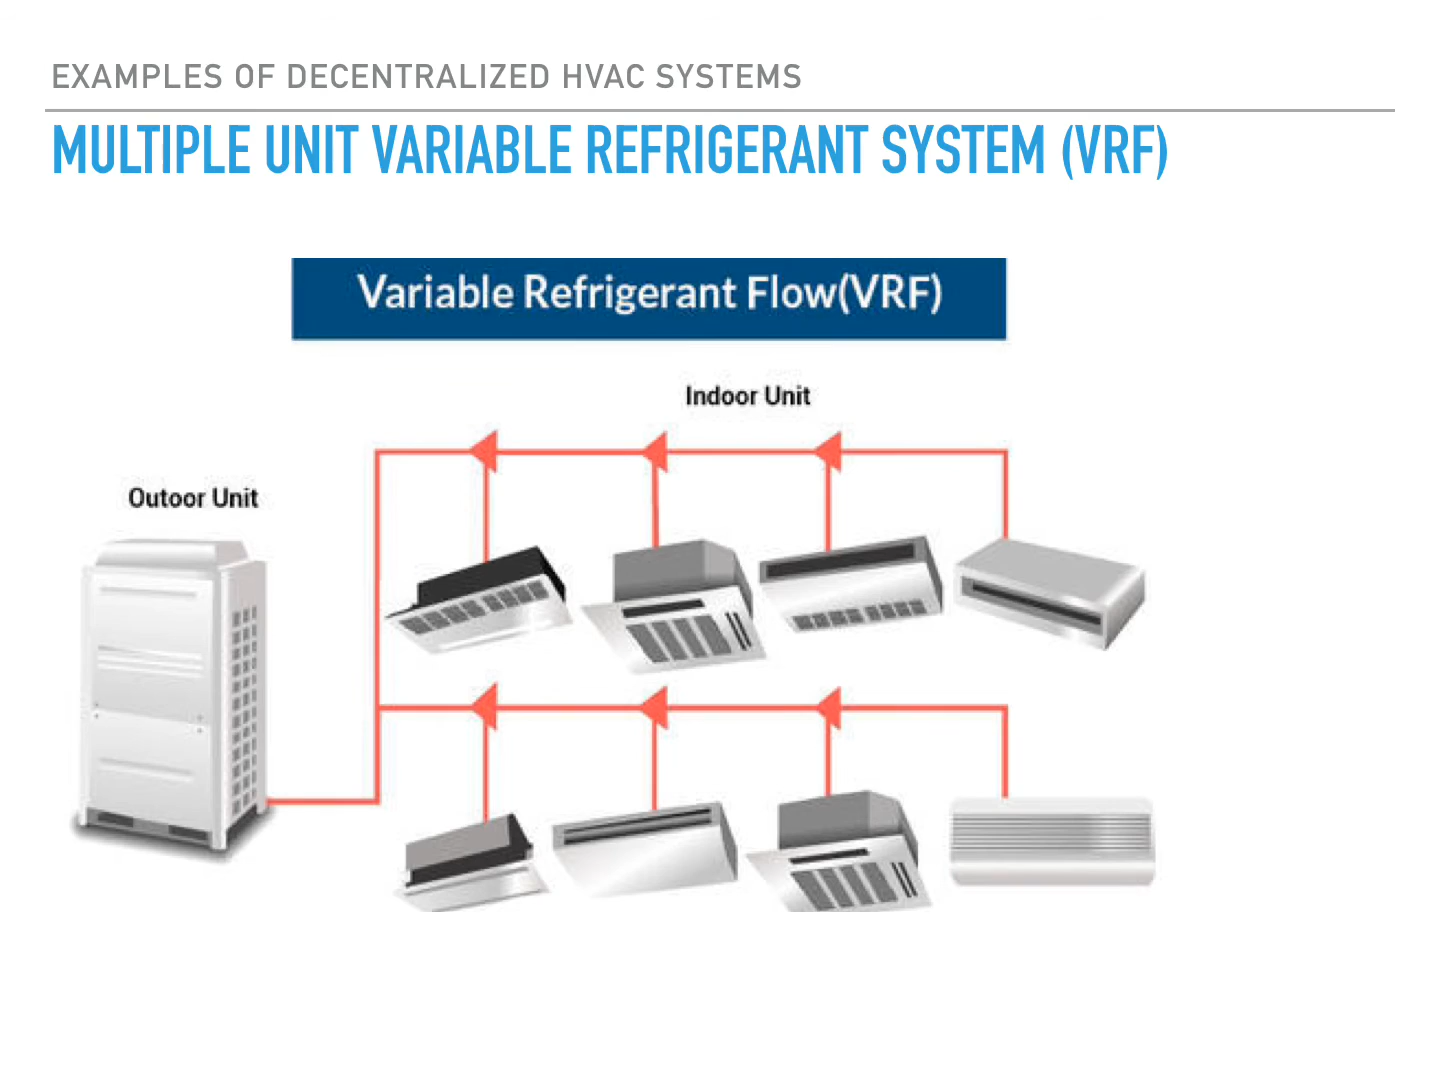 EXAMPLES OF DECENTRALIZED HVAC SYSTEMS
MULTIPLE UNIT VARIABLE REFRIGERANT SYSTEM (VRF)
Variable Refrigerant Flow(VRF)
Indoor Unit
Outoor Unit